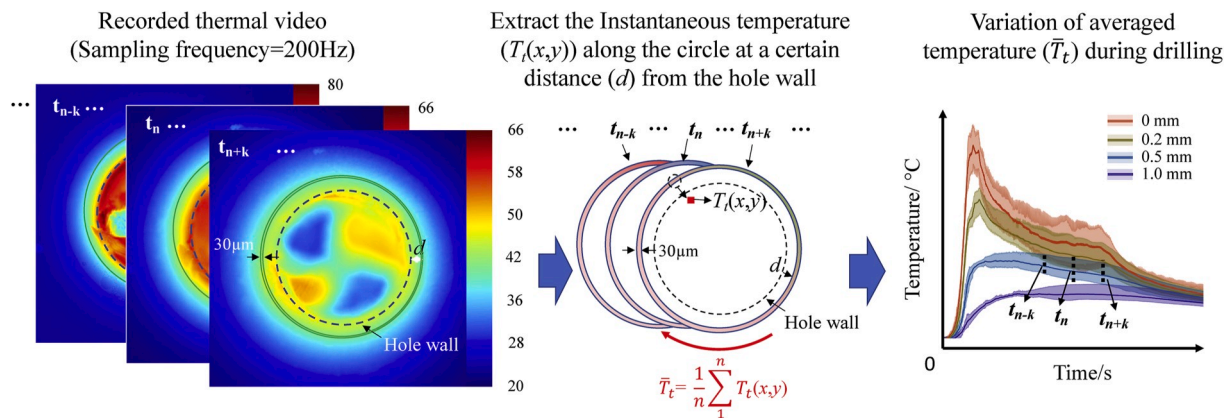 Recorded thermal video
(Sampling frequency=200Hz)
Extract the Instantaneous temperature
(Tt(x,y)) along the circle at a certain
distance (d) from the hole wall
Variation of averaged
temperature (T̄t) during drilling
...
80
tn-k ...
66
tn ...
tn+k ...
66
60
55
50
42
36
28
20
30μm
d
Hole wall
... tn-k ... tn ... tn+k ...
Tt(x,y)
30μm
d
Hole wall
T̄t = 1/n ∑ n 1 Tt(x,y)
Temperature/ °C
0 mm
0.2 mm
0.5 mm
1.0 mm
tn-k tn tn+k
0
Time/s